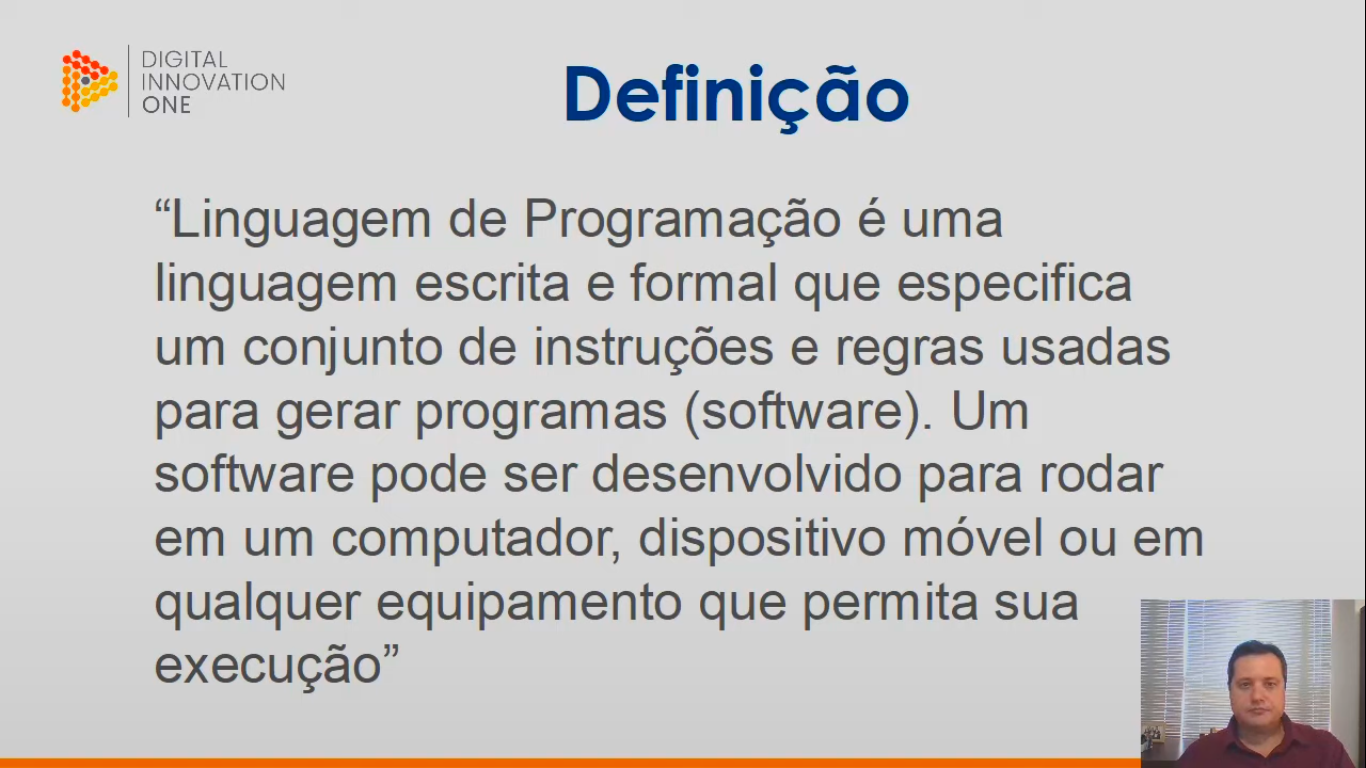 DIGITAL
INNOVATION
ONE
Definição
“Linguagem de Programação é uma
linguagem escrita e formal que especifica
um conjunto de instruções e regras usadas
para gerar programas (software). Um
software pode ser desenvolvido para rodar
em um computador, dispositivo móvel ou em
qualquer equipamento que permita sua
execução”